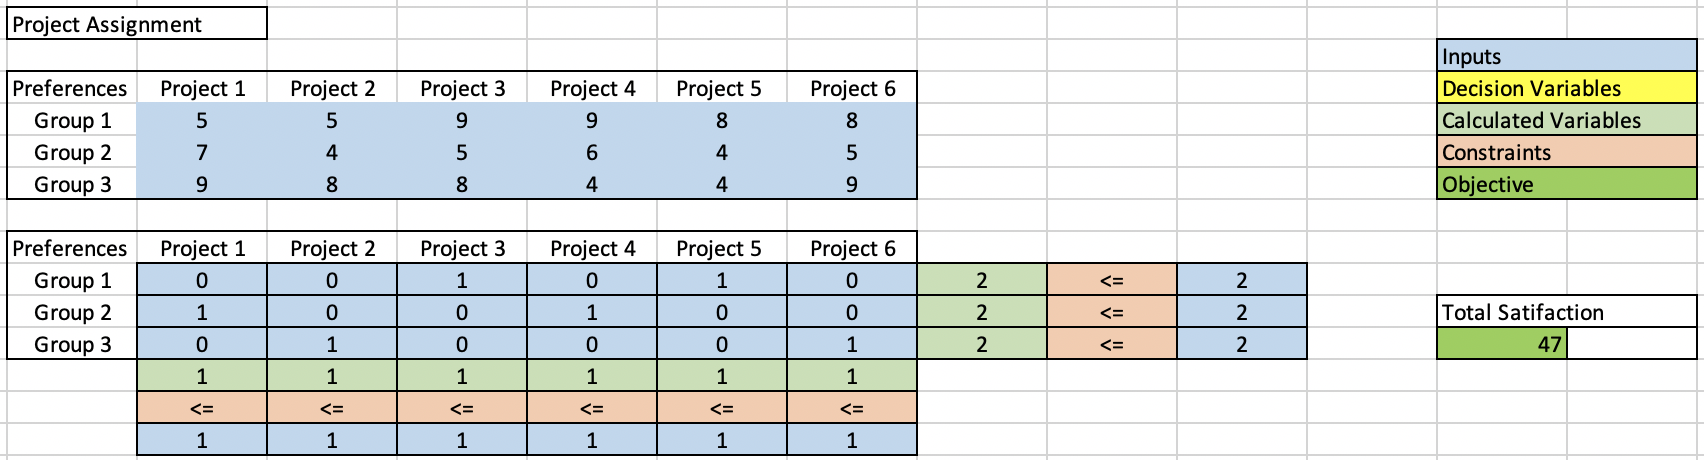 Project Assignment
Inputs
Preferences Project 1 Project 2 Project 3 Project 4 Project 5 Project 6 Decision Variables
Group 1 5 5 9 9 8 8 Calculated Variables
Group 2 7 4 5 6 4 5 Constraints
Group 3 9 8 8 4 4 9 Objective
Preferences Project 1 Project 2 Project 3 Project 4 Project 5 Project 6
Group 1 0 0 1 0 1 0 2 <= 2
Group 2 1 0 0 1 0 0 2 <= 2 Total Satifaction
Group 3 0 1 0 0 0 1 2 <= 2 47
1 1 1 1 1 1
<= <= <= <= <= <=
1 1 1 1 1 1